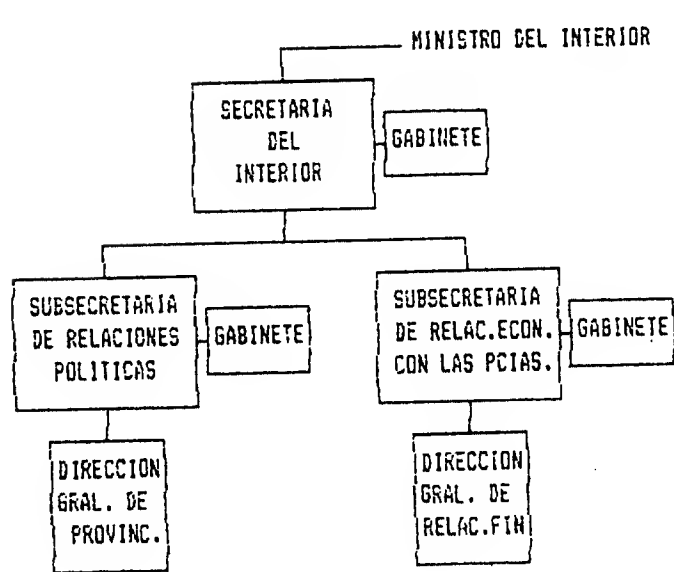 MINISTRO DEL INTERIOR
SECRETARIA
DEL
INTERIOR
GABINETE
SUBSECRETARIA
DE RELACIONES
POLITICAS
GABINETE
SUBSECRETARIA
DE RELAC.ECON.
CON LAS PCIAS.
GABINETE
DIRECCION
GRAL. DE
PROVINC.
DIRECCION
GRAL. DE
RELAC.FIN